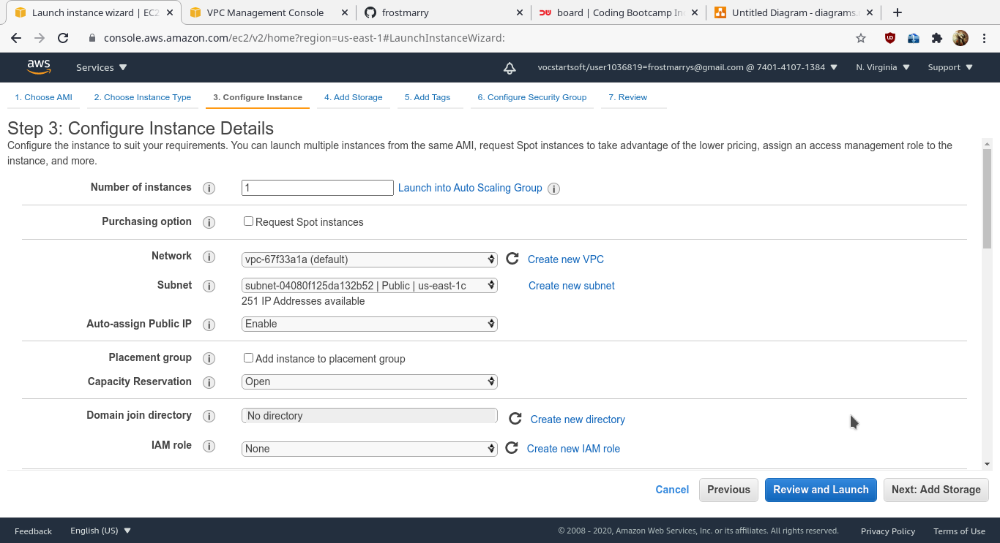 Launch instance wizard | EC2
VPC Management Console
frostmarry
board | Coding Bootcamp In
Untitled Diagram - diagrams.
console.aws.amazon.com/ec2/v2/home?region=us-east-1#LaunchInstanceWizard:
aws
Services
vocstartsoft/user1036819=frostmarrys@gmail.com @ 7401-4107-1384
N. Virginia
Support
1. Choose AMI
2. Choose Instance Type
3. Configure Instance
4. Add Storage
5. Add Tags
6. Configure Security Group
7. Review
Step 3: Configure Instance Details
Configure the instance to suit your requirements. You can launch multiple instances from the same AMI, request Spot instances to take advantage of the lower pricing, assign an access management role to the
instance, and more.
Number of instances
1
Launch into Auto Scaling Group
Purchasing option
Request Spot instances
Network
vpc-67f33a1a (default)
Create new VPC
Subnet
subnet-04080f125da132b52 | Public | us-east-1c
Create new subnet
251 IP Addresses available
Auto-assign Public IP
Enable
Placement group
Add instance to placement group
Capacity Reservation
Open
Domain join directory
No directory
Create new directory
IAM role
None
Create new IAM role
Cancel
Previous
Review and Launch
Next: Add Storage
Feedback
English (US)
© 2008 - 2020, Amazon Web Services, Inc. or its affiliates. All rights reserved.
Privacy Policy
Terms of Use